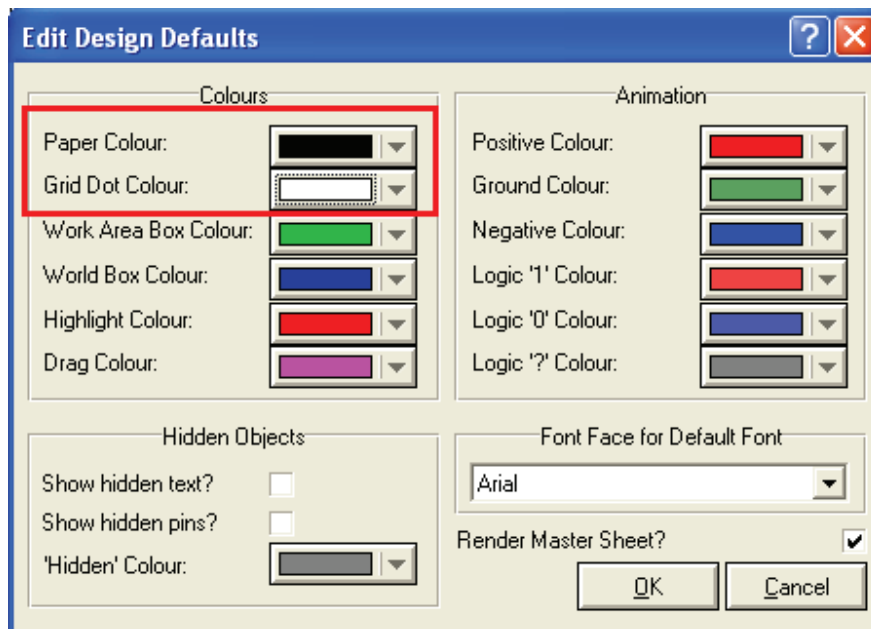 Edit Design Defaults
?
Colours
Paper Colour:
Grid Dot Colour:
Work Area Box Colour:
World Box Colour:
Highlight Colour:
Drag Colour:
Animation
Positive Colour:
Ground Colour:
Negative Colour:
Logic '1' Colour:
Logic '0' Colour:
Logic '?' Colour:
Hidden Objects
Show hidden text?
Show hidden pins?
'Hidden' Colour:
Font Face for Default Font
Arial
Render Master Sheet?
OK
Cancel